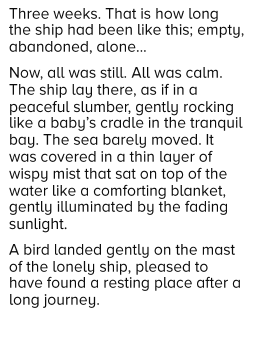 Three weeks. That is how long
the ship had been like this; empty,
abandoned, alone...
Now, all was still. All was calm.
The ship lay there, as if in a
peaceful slumber, gently rocking
like a baby's cradle in the tranquil
bay. The sea barely moved. It
was covered in a thin layer of
wispy mist that sat on top of the
water like a comforting blanket,
gently illuminated by the fading
sunlight.
A bird landed gently on the mast
of the lonely ship, pleased to
have found a resting place after a
long journey.